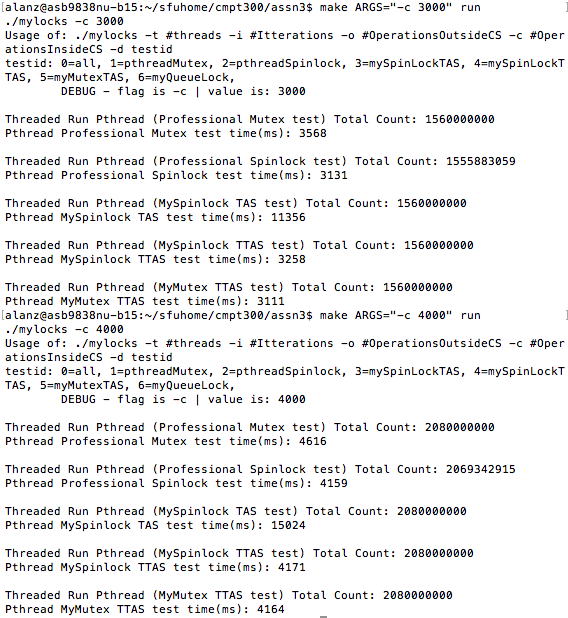 [alanz@asb9838nu-b15:~/sfuhome/cmpt300/assn3$ make ARGS="-c 3000" run ]
./mylocks -c 3000
Usage of: ./mylocks -t #threads -i #Itterations -o #OperationsOutsideCS -c #Oper
ationsInsideCS -d testid
testid: 0=all, 1=pthreadMutex, 2=pthreadSpinlock, 3=mySpinLockTAS, 4=mySpinLockT
TAS, 5=myMutexTAS, 6=myQueueLock,
DEBUG - flag is -c | value is: 3000
Threaded Run Pthread (Professional Mutex test) Total Count: 1560000000
Pthread Professional Mutex test time(ms): 3568
Threaded Run Pthread (Professional Spinlock test) Total Count: 1555883059
Pthread Professional Spinlock test time(ms): 3131
Threaded Run Pthread (MySpinlock TAS test) Total Count: 1560000000
Pthread MySpinlock TAS test time(ms): 11356
Threaded Run Pthread (MySpinlock TTAS test) Total Count: 1560000000
Pthread MySpinlock TTAS test time(ms): 3258
Threaded Run Pthread (MyMutex TTAS test) Total Count: 1560000000
Pthread MyMutex TTAS test time(ms): 3111
[alanz@asb9838nu-b15:~/sfuhome/cmpt300/assn3$ make ARGS="-c 4000" run ]
./mylocks -c 4000
Usage of: ./mylocks -t #threads -i #Itterations -o #OperationsOutsideCS -c #Oper
ationsInsideCS -d testid
testid: 0=all, 1=pthreadMutex, 2=pthreadSpinlock, 3=mySpinLockTAS, 4=mySpinLockT
TAS, 5=myMutexTAS, 6=myQueueLock,
DEBUG - flag is -c | value is: 4000
Threaded Run Pthread (Professional Mutex test) Total Count: 2080000000
Pthread Professional Mutex test time(ms): 4616
Threaded Run Pthread (Professional Spinlock test) Total Count: 2069342915
Pthread Professional Spinlock test time(ms): 4159
Threaded Run Pthread (MySpinlock TAS test) Total Count: 2080000000
Pthread MySpinlock TAS test time(ms): 15024
Threaded Run Pthread (MySpinlock TTAS test) Total Count: 2080000000
Pthread MySpinlock TTAS test time(ms): 4171
Threaded Run Pthread (MyMutex TTAS test) Total Count: 2080000000
Pthread MyMutex TTAS test time(ms): 4164